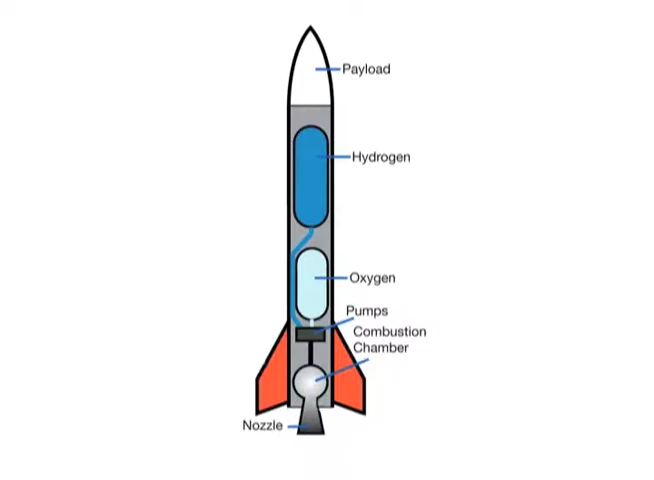 Payload
Hydrogen
Oxygen
Pumps
Combustion
Chamber
Nozzle